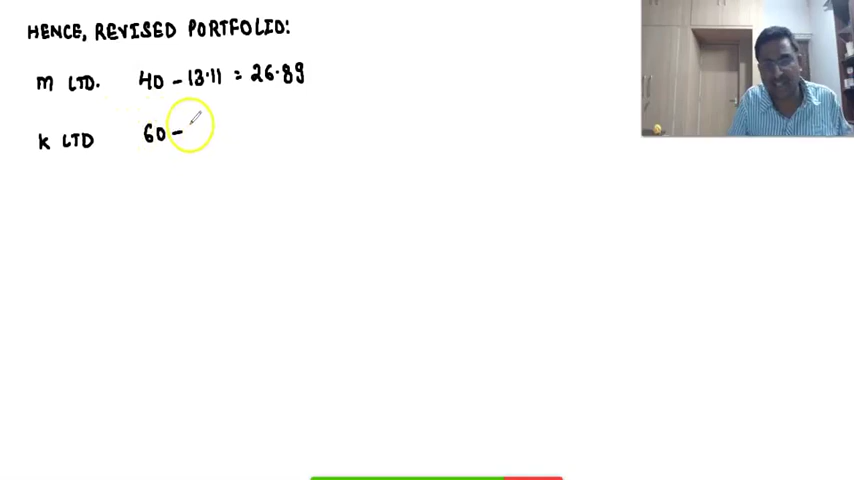 HENCE, REVISED PORTFOLIO:
M LTD. 40 - 13.11 = 26.89
K LTD 60 -